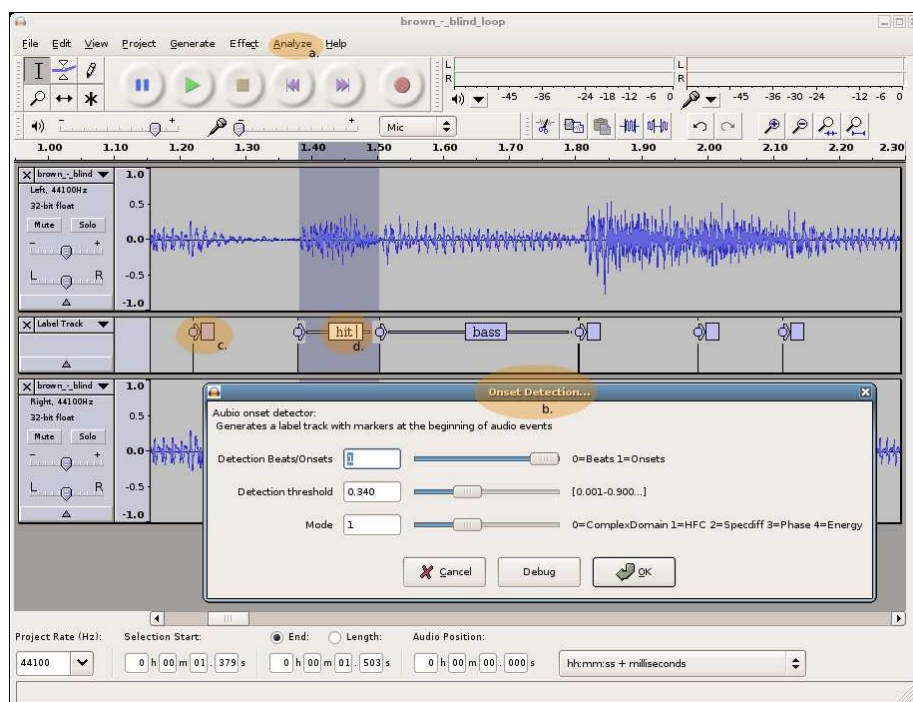 brown_-_blind_loop
File Edit View Project Generate Effect Analyze Help
a.
L
R
-45 -36 -24 -18 -12 -6 0
L
R
-45 -36 -30 -24 -12 -6 0
- +
- +
Mic
1.00 1.10 1.20 1.30 1.40 1.50 1.60 1.70 1.80 1.90 2.00 2.10 2.20 2.30
brown_-_blind
Left, 44100Hz
32-bit float
Mute Solo
- +
L R
1.0
0.5
0.0
-0.5
-1.0
Label Track
c.
hit
d.
bass
brown_-_blind
Right, 44100Hz
32-bit float
Mute Solo
- +
L R
1.0
0.5
0.0
-0.5
-1.0
Onset Detection...
b.
Aubio onset detector:
Generates a label track with markers at the beginning of audio events
Detection Beats/Onsets 1 0=Beats 1=Onsets
Detection threshold 0.340 [0.001-0.900...]
Mode 1 0=ComplexDomain 1=HFC 2=Specdiff 3=Phase 4=Energy
Cancel Debug OK
Project Rate (Hz): Selection Start: End: Length: Audio Position:
44100 0 h 00 m 01 . 379 s 0 h 00 m 01 . 503 s 0 h 00 m 00 . 000 s hh:mm:ss + milliseconds